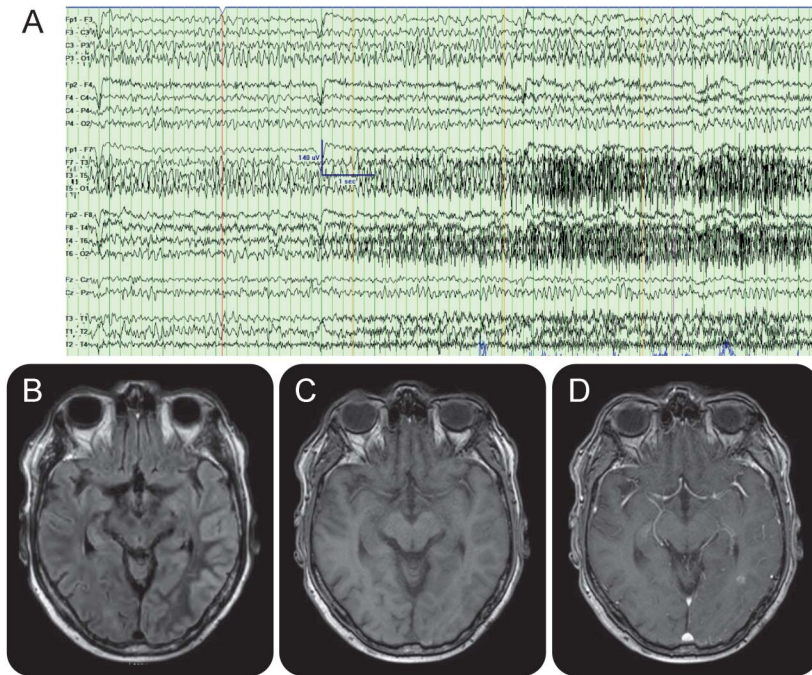 A
Fp1 - F3
F3 - C3
C3 - P3
P3 - O1
Fp2 - F4
F4 - C4
C4 - P4
P4 - O2
Fp1 - F7
F7 - T3
T3 - T5
T5 - O1
140 uV
1 sec
Fp2 - F8
F8 - T4
T4 - T6
T6 - O2
Fz - Cz
Cz - Pz
T3 - T1
T1 - T2
T2 - T4
B
C
D